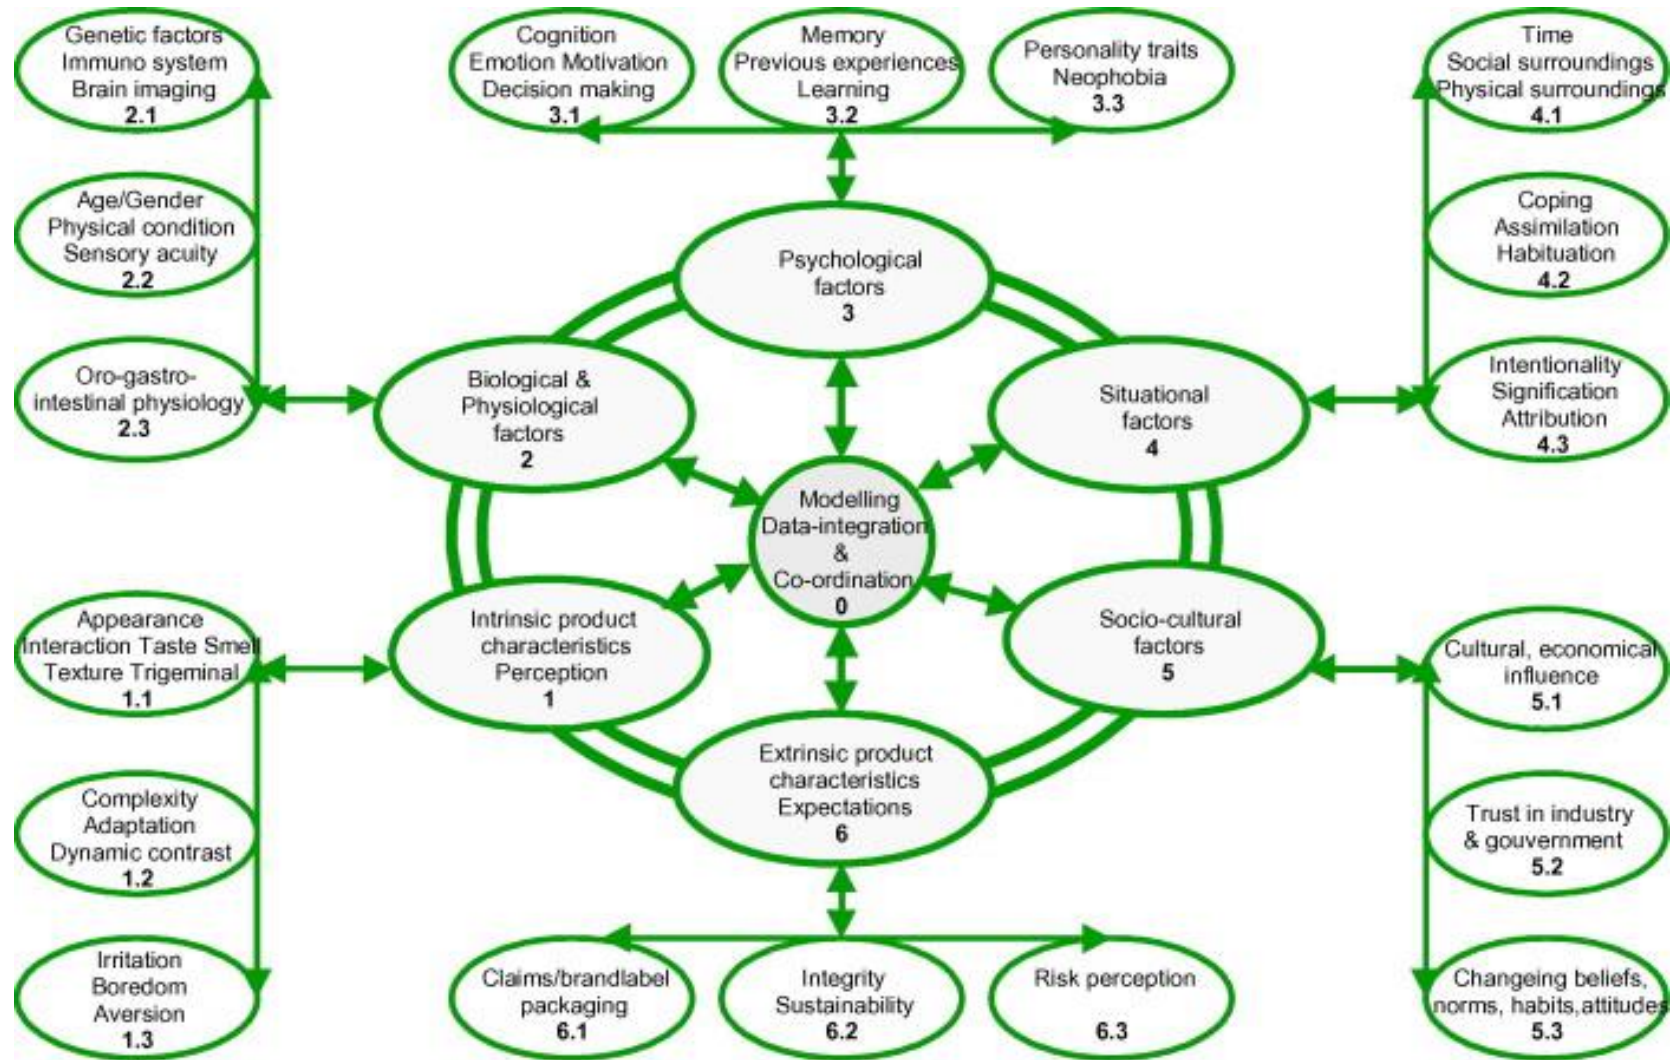 Genetic factors
Immuno system
Brain imaging
2.1
Cognition
Emotion Motivation
Decision making
3.1
Memory
Previous experiences
Learning
3.2
Personality traits
Neophobia
3.3
Time
Social surroundings
Physical surroundings
4.1
Age/Gender
Physical condition
Sensory acuity
2.2
Psychological
factors
3
Coping
Assimilation
Habituation
4.2
Oro-gastro-
intestinal physiology
2.3
Biological &
Physiological
factors
2
Situational
factors
4
Intentionality
Signification
Attribution
4.3
Modelling
Data-integration
&
Co-ordination
0
Appearance
Interaction Taste Smell
Texture Trigeminal
1.1
Intrinsic product
characteristics
Perception
1
Socio-cultural
factors
5
Cultural, economical
influence
5.1
Complexity
Adaptation
Dynamic contrast
1.2
Extrinsic product
characteristics
Expectations
6
Trust in industry
& gouvernment
5.2
Irritation
Boredom
Aversion
1.3
Claims/brandlabel
packaging
6.1
Integrity
Sustainability
6.2
Risk perception
6.3
Changeing beliefs,
norms, habits,attitudes
5.3